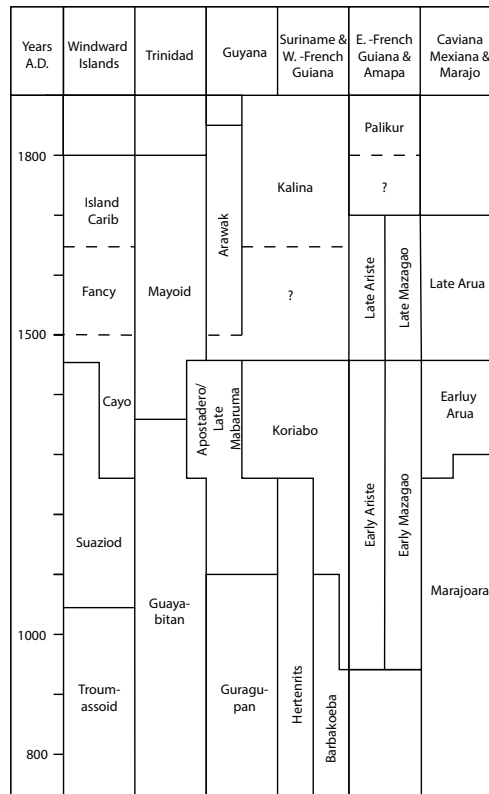 Years
A.D.
Windward
Islands
Trinidad
Guyana
Suriname &
W. -French
Guiana
E. -French
Guiana &
Amapa
Caviana
Mexiana &
Marajo
1800
1500
1000
800
Island
Carib
Fancy
Cayo
Suaziod
Troum-
assoid
Mayoid
Guaya-
bitan
Arawak
Apostadero/
Late
Mabaruma
Guragu-
pan
Kalina
?
Koriabo
Hertenrits
Barbakoeba
Palikur
?
Late Ariste
Late Mazagao
Early Ariste
Early Mazagao
Late Arua
Earluy
Arua
Marajoara